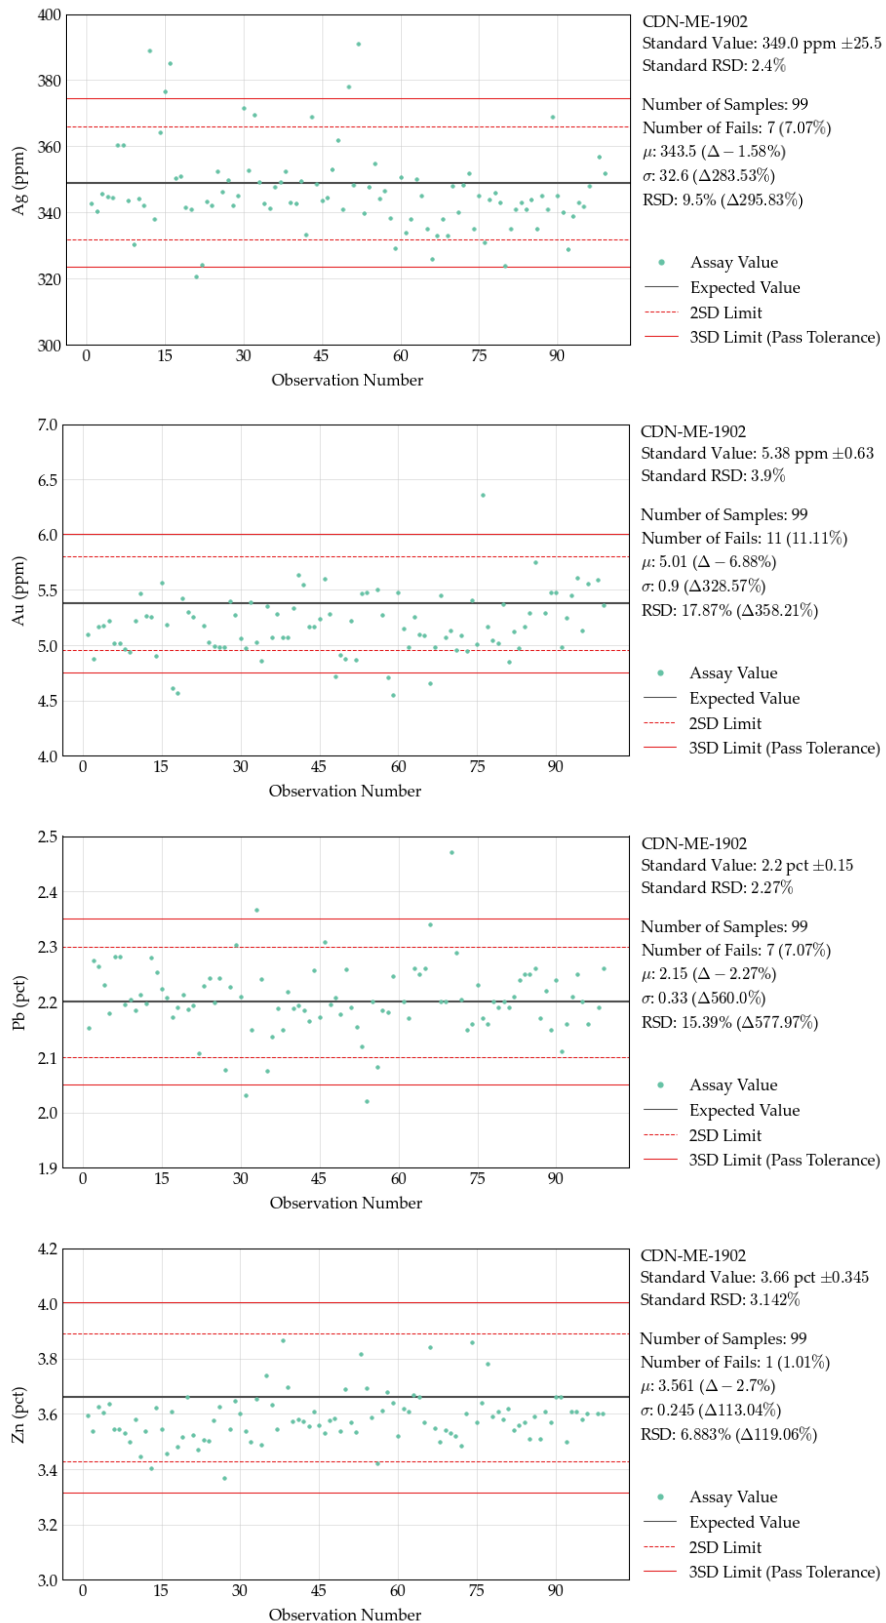 CDN-ME-1902
Standard Value: 349.0 ppm ±25.5
Standard RSD: 2.4%
Number of Samples: 99
Number of Fails: 7 (7.07%)
μ: 343.5 (Δ − 1.58%)
σ: 32.6 (Δ283.53%)
RSD: 9.5% (Δ295.83%)
Assay Value
Expected Value
2SD Limit
3SD Limit (Pass Tolerance)
Ag (ppm)
400
380
360
340
320
300
0 15 30 45 60 75 90
Observation Number
CDN-ME-1902
Standard Value: 5.38 ppm ±0.63
Standard RSD: 3.9%
Number of Samples: 99
Number of Fails: 11 (11.11%)
μ: 5.01 (Δ − 6.88%)
σ: 0.9 (Δ328.57%)
RSD: 17.87% (Δ358.21%)
Assay Value
Expected Value
2SD Limit
3SD Limit (Pass Tolerance)
Au (ppm)
7.0
6.5
6.0
5.5
5.0
4.5
4.0
0 15 30 45 60 75 90
Observation Number
CDN-ME-1902
Standard Value: 2.2 pct ±0.15
Standard RSD: 2.27%
Number of Samples: 99
Number of Fails: 7 (7.07%)
μ: 2.15 (Δ − 2.27%)
σ: 0.33 (Δ560.0%)
RSD: 15.39% (Δ577.97%)
Assay Value
Expected Value
2SD Limit
3SD Limit (Pass Tolerance)
Pb (pct)
2.5
2.4
2.3
2.2
2.1
2.0
1.9
0 15 30 45 60 75 90
Observation Number
CDN-ME-1902
Standard Value: 3.66 pct ±0.345
Standard RSD: 3.142%
Number of Samples: 99
Number of Fails: 1 (1.01%)
μ: 3.561 (Δ − 2.7%)
σ: 0.245 (Δ113.04%)
RSD: 6.883% (Δ119.06%)
Assay Value
Expected Value
2SD Limit
3SD Limit (Pass Tolerance)
Zn (pct)
4.2
4.0
3.8
3.6
3.4
3.2
3.0
0 15 30 45 60 75 90
Observation Number